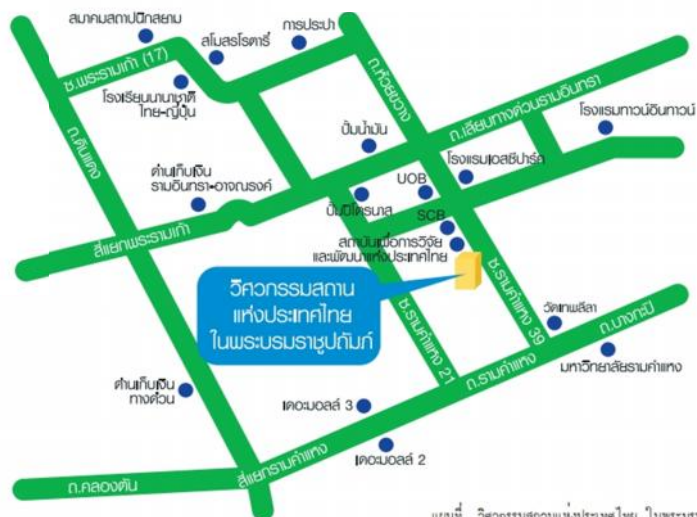 สมาคมสถาปนิกสยาม
สโมสรโรตารี่
การประปา
ซ.พระรามเก้า (17)
โรงเรียนนานาชาติ
ไทย-ญี่ปุ่น
ถ.ห้วยขวาง
ถ.เลียบทางด่วนรามอินทรา
ปั้มน้ำมัน
โรงแรมทาวน์อินทาวน์
ถ.ดินแดง
ด่านเก็บเงิน
รามอินทรา-อาจณรงค์
โรงแรมเอสซีปาร์ค
UOB
ปั้มปิโตรนาส
SCB
สี่แยกพระรามเก้า
สถาบันเพื่อการวิจัย
และพัฒนาแห่งประเทศไทย
วิศวกรรมสถาน
แห่งประเทศไทย
ในพระบรมราชูปถัมภ์
ซ.รามคำแหง 21
ซ.รามคำแหง 39
วัดเทพลีลา
ถ.บางกะปิ
มหาวิทยาลัยรามคำแหง
ถ.รามคำแหง
ด่านเก็บเงิน
ทางด่วน
เดอะมอลล์ 3
เดอะมอลล์ 2
สี่แยกรามคำแหง
ถ.คลองตัน